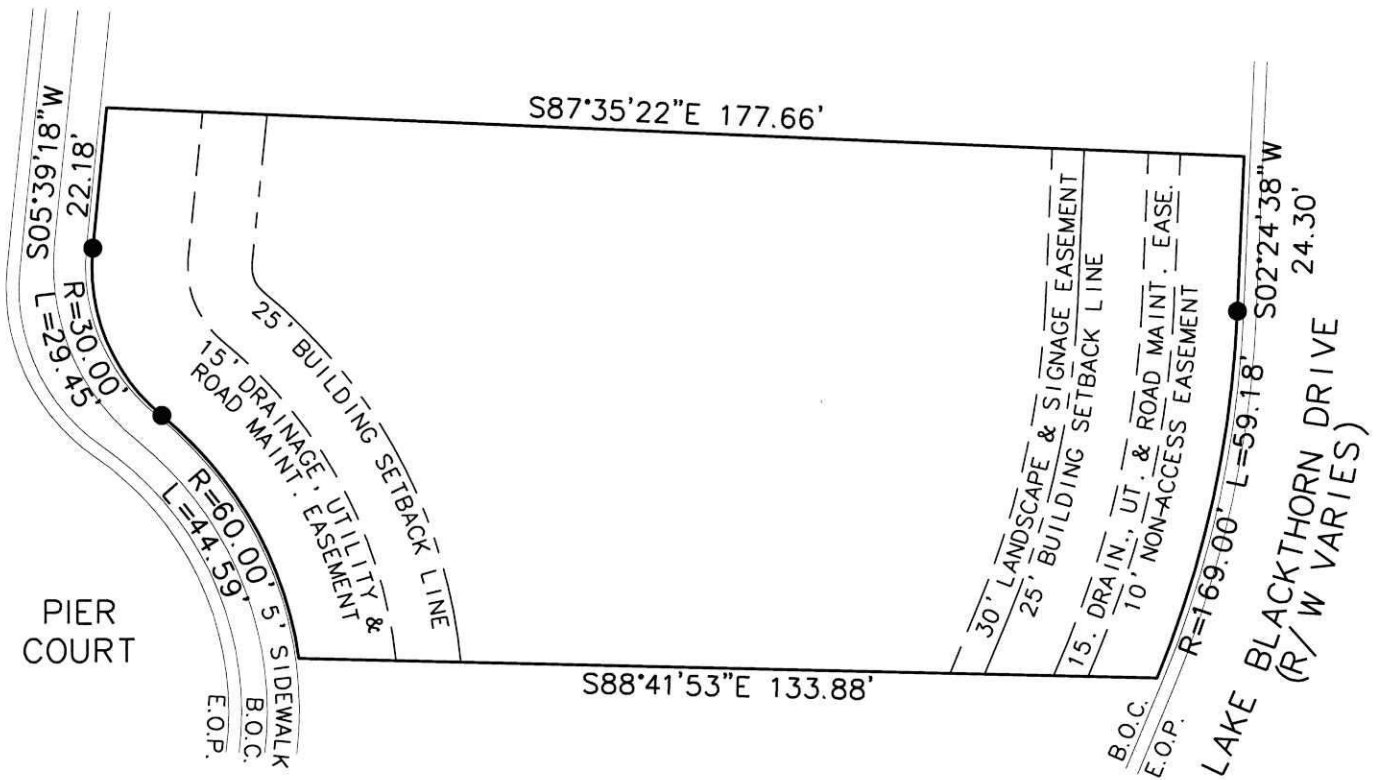 S87°35'22"E 177.66'
S05°39'18"W
22.18'
R=30.00'
L=29.45'
R=60.00'
L=44.59'
5' SIDEWALK
B.O.C.
E.O.P.
PIER
COURT
25' BUILDING SETBACK LINE
15' DRAINAGE, UTILITY &
ROAD MAINT. EASEMENT
30' LANDSCAPE & SIGNAGE EASEMENT
25' BUILDING SETBACK LINE
15. DRAIN., UT. & ROAD MAINT. EASE.
10' NON-ACCESS EASEMENT
S02°24'38"W
24.30'
R=169.00' L=59.18'
LAKE BLACKTHORN DRIVE
(R/W VARIES)
B.O.C.
E.O.P.
S88°41'53"E 133.88'